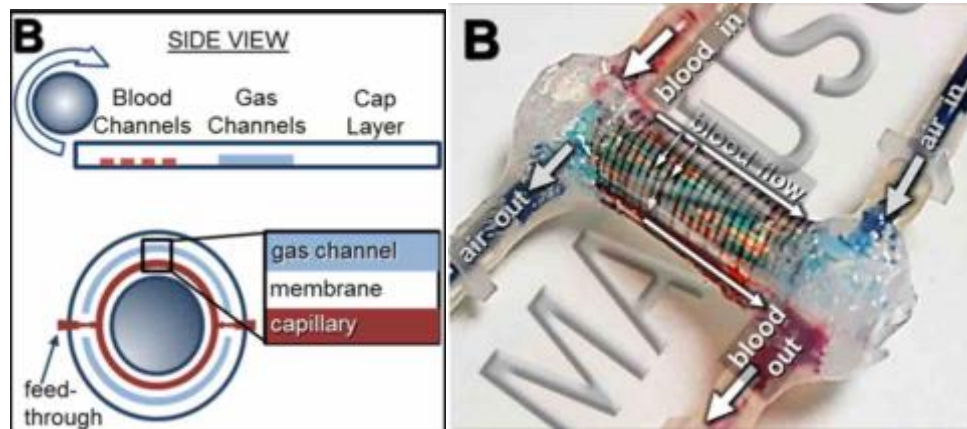 B
SIDE VIEW
Blood
Channels
Gas
Channels
Cap
Layer
gas channel
membrane
capillary
feed-
through
B
blood in
blood flow
air in
air out
blood
out
MA
USC